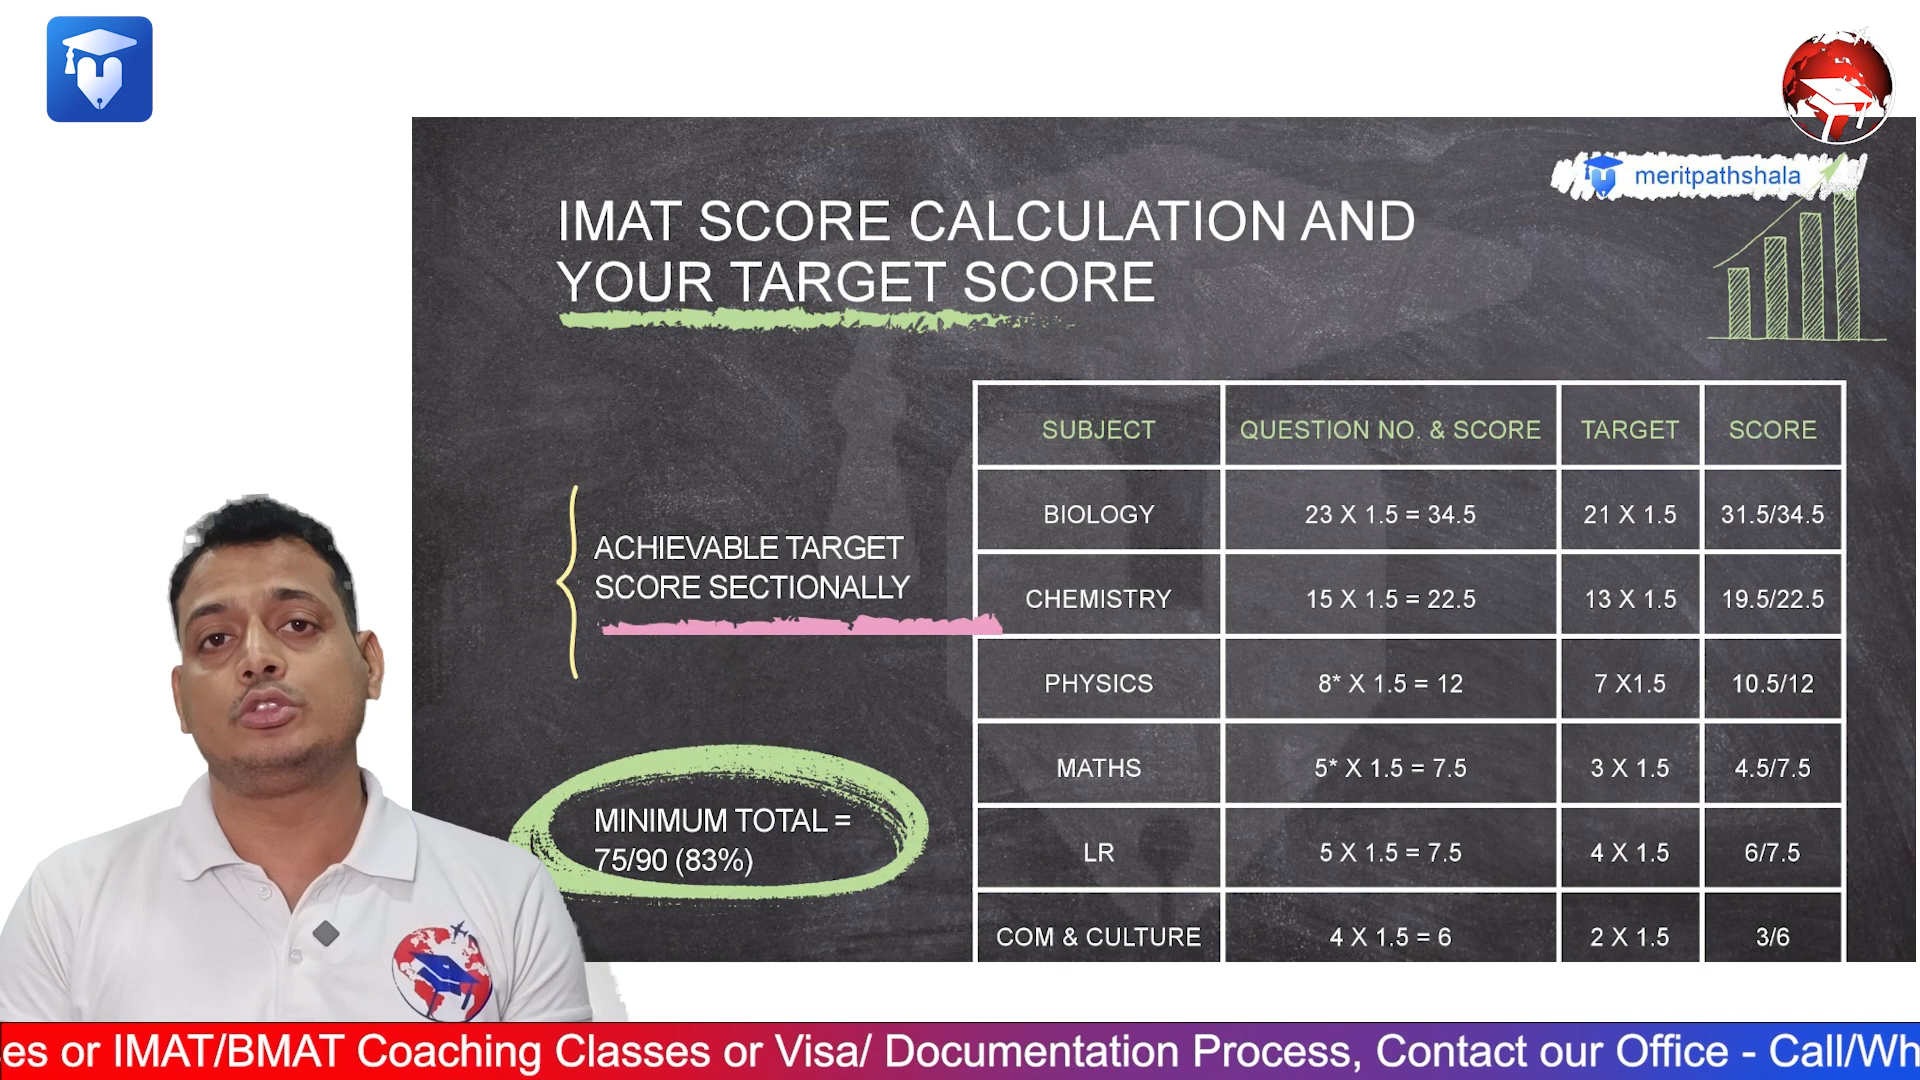 meritpathshala
IMAT SCORE CALCULATION AND
YOUR TARGET SCORE
ACHIEVABLE TARGET
SCORE SECTIONALLY
MINIMUM TOTAL =
75/90 (83%)
SUBJECT QUESTION NO. & SCORE TARGET SCORE
BIOLOGY 23 X 1.5 = 34.5 21 X 1.5 31.5/34.5
CHEMISTRY 15 X 1.5 = 22.5 13 X 1.5 19.5/22.5
PHYSICS 8* X 1.5 = 12 7 X1.5 10.5/12
MATHS 5* X 1.5 = 7.5 3 X 1.5 4.5/7.5
LR 5 X 1.5 = 7.5 4 X 1.5 6/7.5
COM & CULTURE 4 X 1.5 = 6 2 X 1.5 3/6
es or IMAT/BMAT Coaching Classes or Visa/ Documentation Process, Contact our Office - Call/Wh